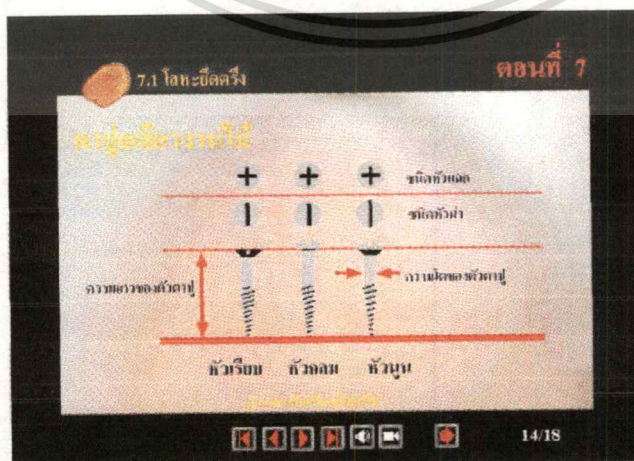 7.1 โลหะยึดตรึง
ตอนที่ 7
ตาปูเกลียวงานไม้
ชนิดหัวแฉก
ชนิดหัวผ่า
ความยาวของตัวตาปู
ความโตของตัวตาปู
หัวเรียบ หัวกลม หัวนูน
14/18